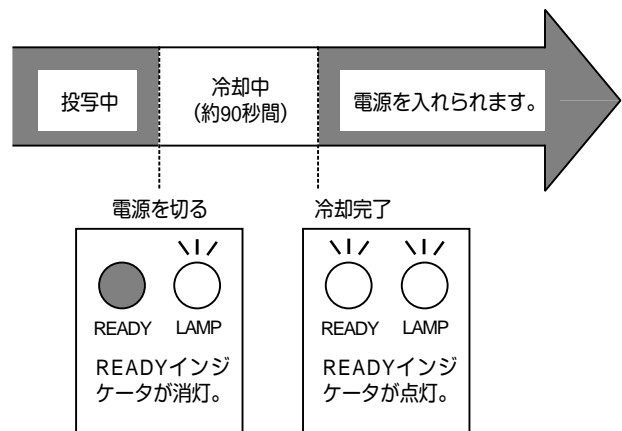 投写中
冷却中
(約90秒間)
電源を入れられます。
電源を切る
冷却完了
READY LAMP
READYインジ
ケータが消灯。
READY LAMP
READYインジ
ケータが点灯。